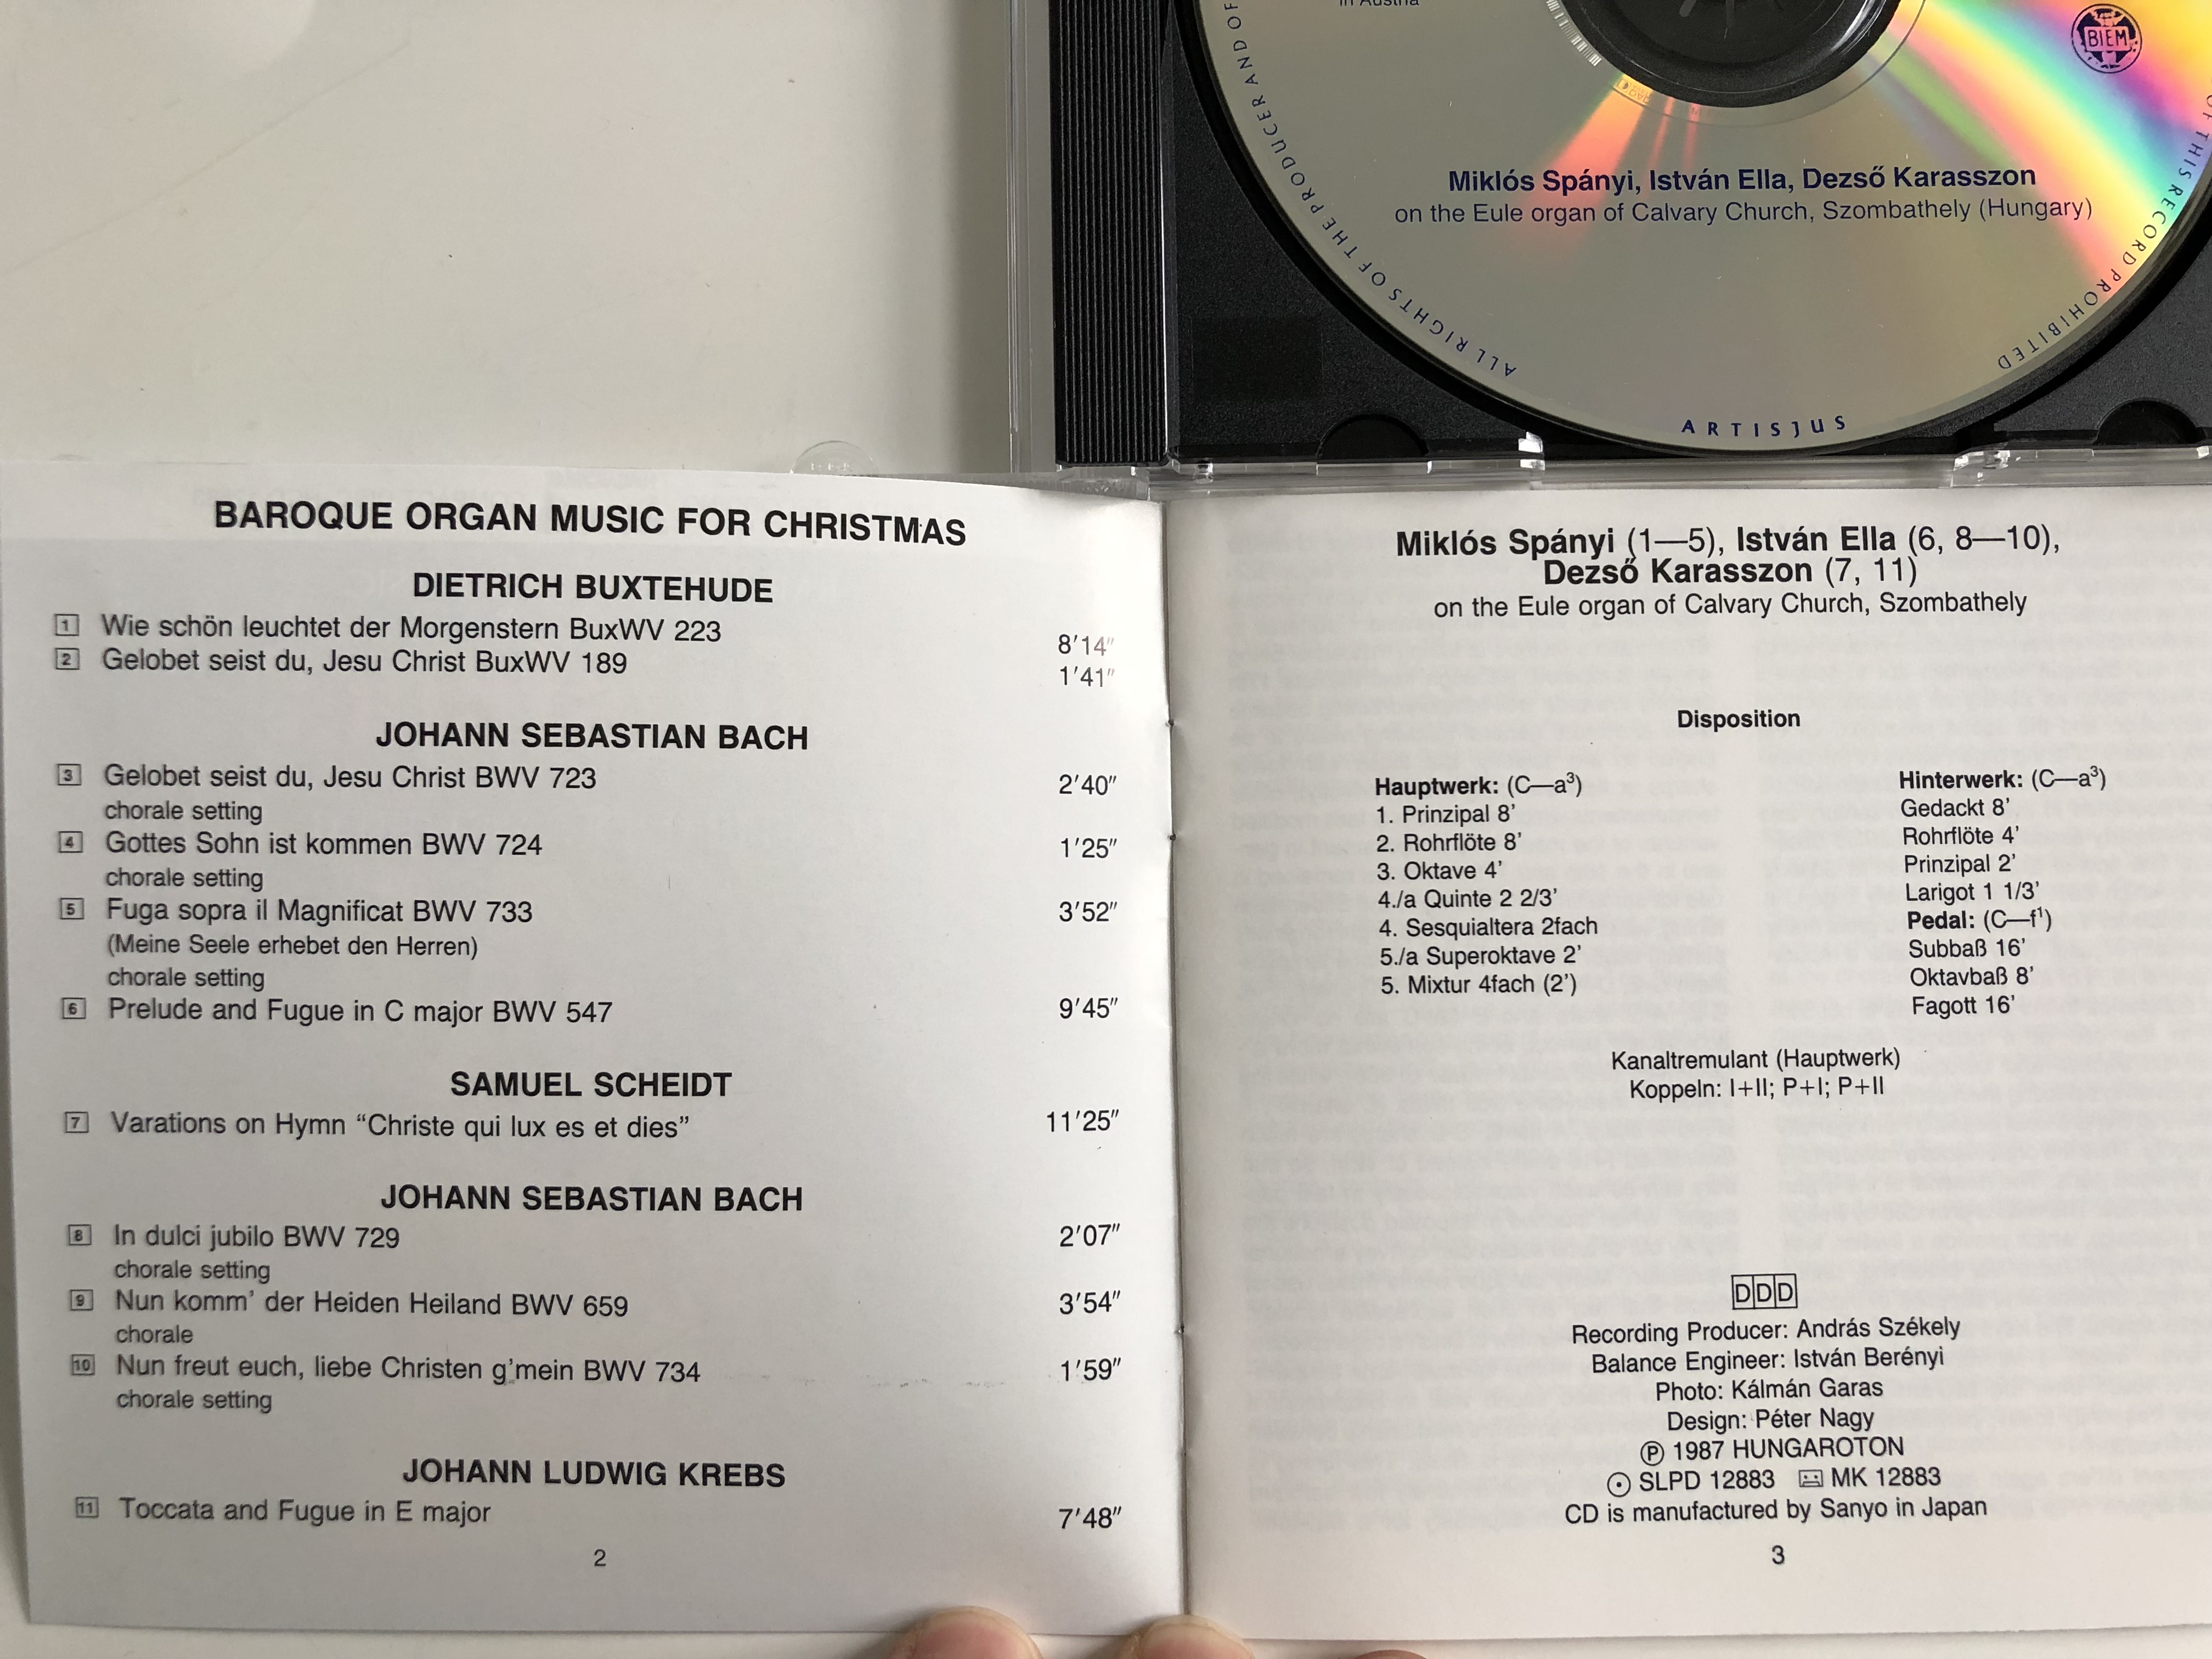 in Austria
BIEM
Miklós Spányi, István Ella, Dezső Karasszon
on the Eule organ of Calvary Church, Szombathely (Hungary)
ALL RIGHTS OF THE PRODUCER AND OF
OF THIS RECORD PROHIBITED
ARTISJUS
BAROQUE ORGAN MUSIC FOR CHRISTMAS
DIETRICH BUXTEHUDE
1 Wie schön leuchtet der Morgenstern BuxWV 223 8’14”
2 Gelobet seist du, Jesu Christ BuxWV 189 1’41”
JOHANN SEBASTIAN BACH
3 Gelobet seist du, Jesu Christ BWV 723 2’40”
chorale setting
4 Gottes Sohn ist kommen BWV 724 1’25”
chorale setting
5 Fuga sopra il Magnificat BWV 733 3’52”
(Meine Seele erhebet den Herren)
chorale setting
6 Prelude and Fugue in C major BWV 547 9’45”
SAMUEL SCHEIDT
7 Varations on Hymn “Christe qui lux es et dies” 11’25”
JOHANN SEBASTIAN BACH
8 In dulci jubilo BWV 729 2’07”
chorale setting
9 Nun komm’ der Heiden Heiland BWV 659 3’54”
chorale
10 Nun freut euch, liebe Christen g’mein BWV 734 1’59”
chorale setting
JOHANN LUDWIG KREBS
11 Toccata and Fugue in E major 7’48”
2
Miklós Spányi (1—5), István Ella (6, 8—10),
Dezső Karasszon (7, 11)
on the Eule organ of Calvary Church, Szombathely
Disposition
Hauptwerk: (C—a³)
1. Prinzipal 8’
2. Rohrflöte 8’
3. Oktave 4’
4./a Quinte 2 2/3’
4. Sesquialtera 2fach
5./a Superoktave 2’
5. Mixtur 4fach (2’)
Hinterwerk: (C—a³)
Gedackt 8’
Rohrflöte 4’
Prinzipal 2’
Larigot 1 1/3’
Pedal: (C—f¹)
Subbaß 16’
Oktavbaß 8’
Fagott 16’
Kanaltremulant (Hauptwerk)
Koppeln: I+II; P+I; P+II
DDD
Recording Producer: András Székely
Balance Engineer: István Berényi
Photo: Kálmán Garas
Design: Péter Nagy
℗ 1987 HUNGAROTON
SLPD 12883 MK 12883
CD is manufactured by Sanyo in Japan
3